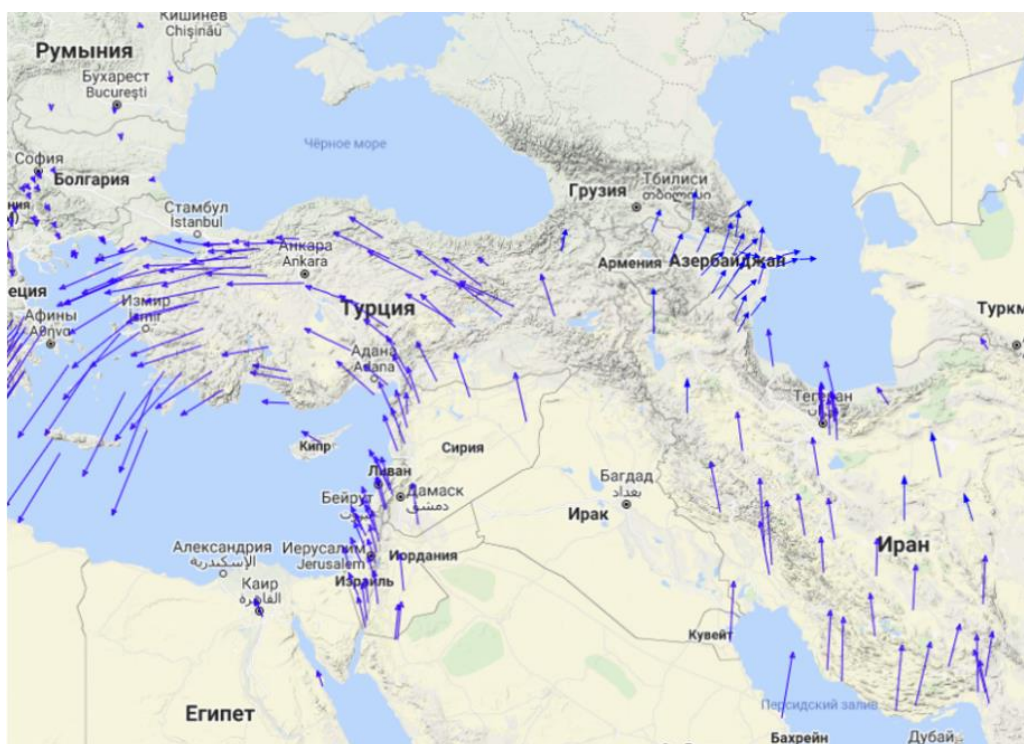 Кишинев
Chișinău
Румыния
Бухарест
București
Чёрное море
София
Болгария
Стамбул
İstanbul
Грузия
Тбилиси
თბილისი
Анкара
Ankara
Армения
Азербайджан
еция
Афины
Αθήνα
Измир
İzmir
Турция
Туркм
Адана
Adana
Тегеран
Кипр
Сирия
Ливан
Бейрут
Дамаск
دمشق
Багдад
بغداد
Ирак
Иран
Александрия
الإسكندرية
Иерусалим
Jerusalem
Иордания
Израиль
Каир
القاهرة
Кувейт
Египет
Персидский залив
Бахрейн
Дубай